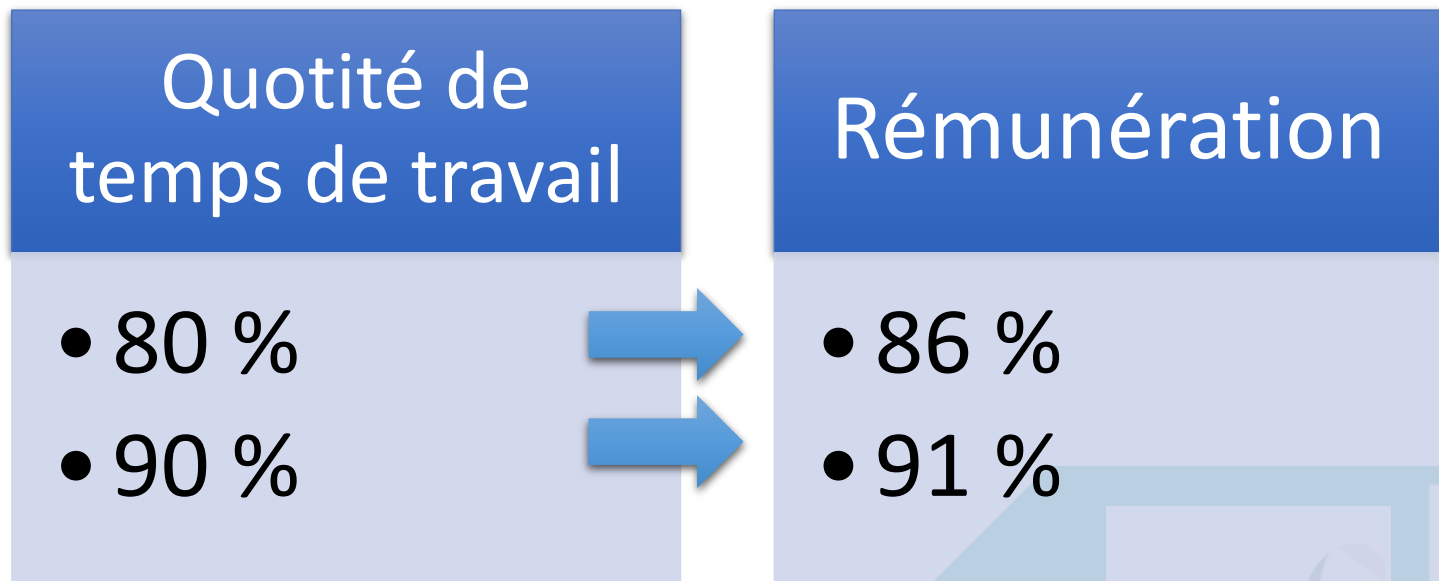 Quotité de
temps de travail
• 80 %
• 90 %
Rémunération
• 86 %
• 91 %